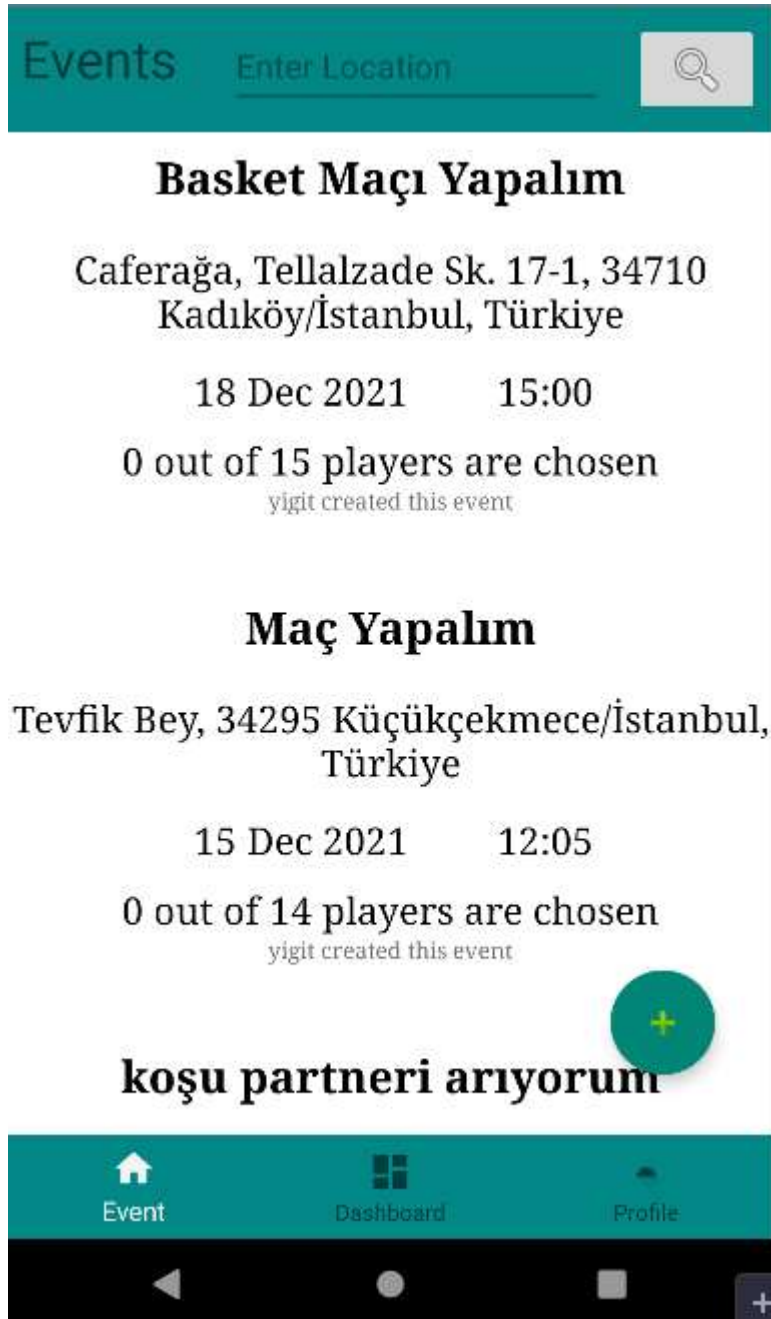 Events
Enter Location
Basket Maçı Yapalım
Caferağa, Tellalzade Sk. 17-1, 34710
Kadıköy/İstanbul, Türkiye
18 Dec 2021 15:00
0 out of 15 players are chosen
yigit created this event
Maç Yapalım
Tevfik Bey, 34295 Küçükçekmece/İstanbul,
Türkiye
15 Dec 2021 12:05
0 out of 14 players are chosen
yigit created this event
+
koşu partneri arıyorum
Event Dashboard Profile
+